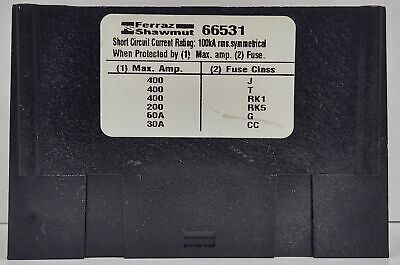 Ferraz
Shawmut 66531
Short Circuit Current Rating: 100kA rms.symmetrical
When Protected by (1) Max. amp. (2) Fuse.
(1) Max. Amp. (2) Fuse Class
400 J
400 T
400 RK1
200 RK5
60A G
30A CC